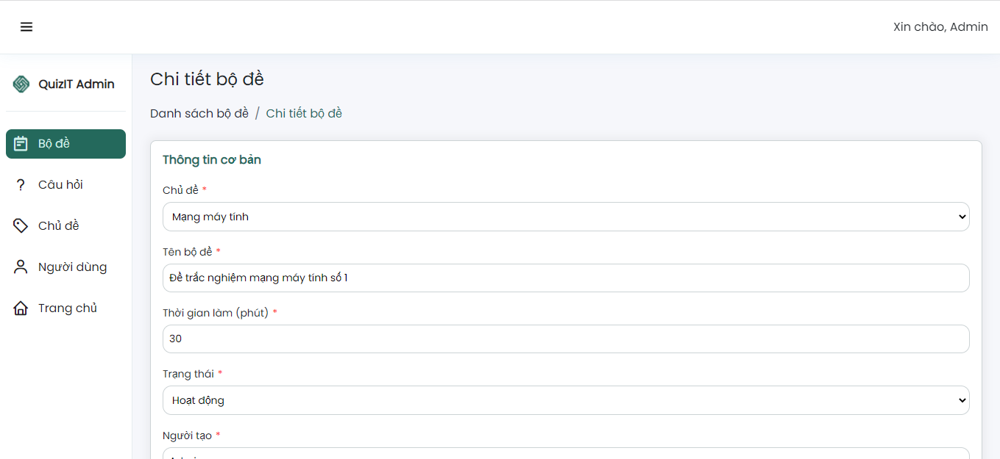 Xin chào, Admin
QuizIT Admin
Bộ đề
Câu hỏi
Chủ đề
Người dùng
Trang chủ
Chi tiết bộ đề
Danh sách bộ đề / Chi tiết bộ đề
Thông tin cơ bản
Chủ đề *
Mạng máy tính
Tên bộ đề *
Đề trắc nghiệm mạng máy tính số 1
Thời gian làm (phút) *
30
Trạng thái *
Hoạt động
Người tạo *